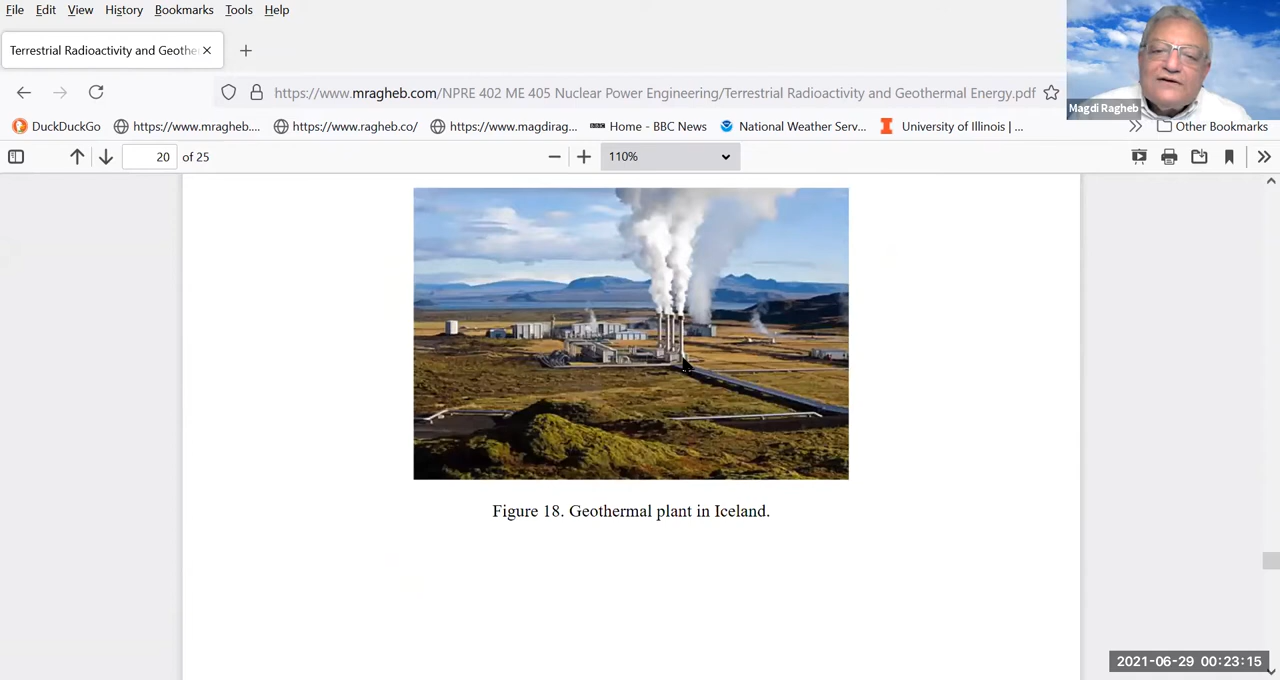 File Edit View History Bookmarks Tools Help
Terrestrial Radioactivity and Geothe
https://www.mragheb.com/NPRE 402 ME 405 Nuclear Power Engineering/Terrestrial Radioactivity and Geothermal Energy.pdf
Magdi Ragheb
DuckDuckGo https://www.mragheb.... https://www.ragheb.co/ https://www.magdirag... BBC Home - BBC News National Weather Serv... University of Illinois | ... Other Bookmarks
20 of 25 110%
Figure 18. Geothermal plant in Iceland.
2021-06-29 00:23:15